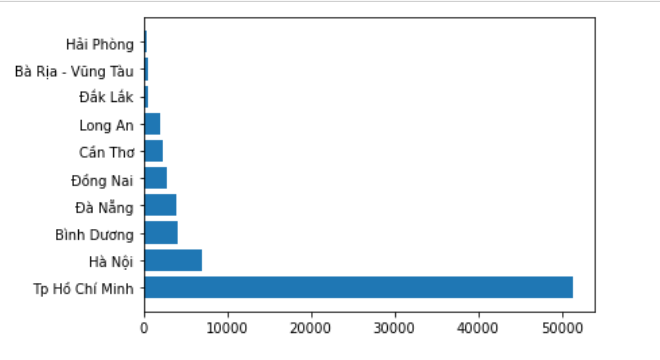 Hải Phòng
Bà Rịa - Vũng Tàu
Đắk Lắk
Long An
Cần Thơ
Đồng Nai
Đà Nẵng
Bình Dương
Hà Nội
Tp Hồ Chí Minh
0 10000 20000 30000 40000 50000